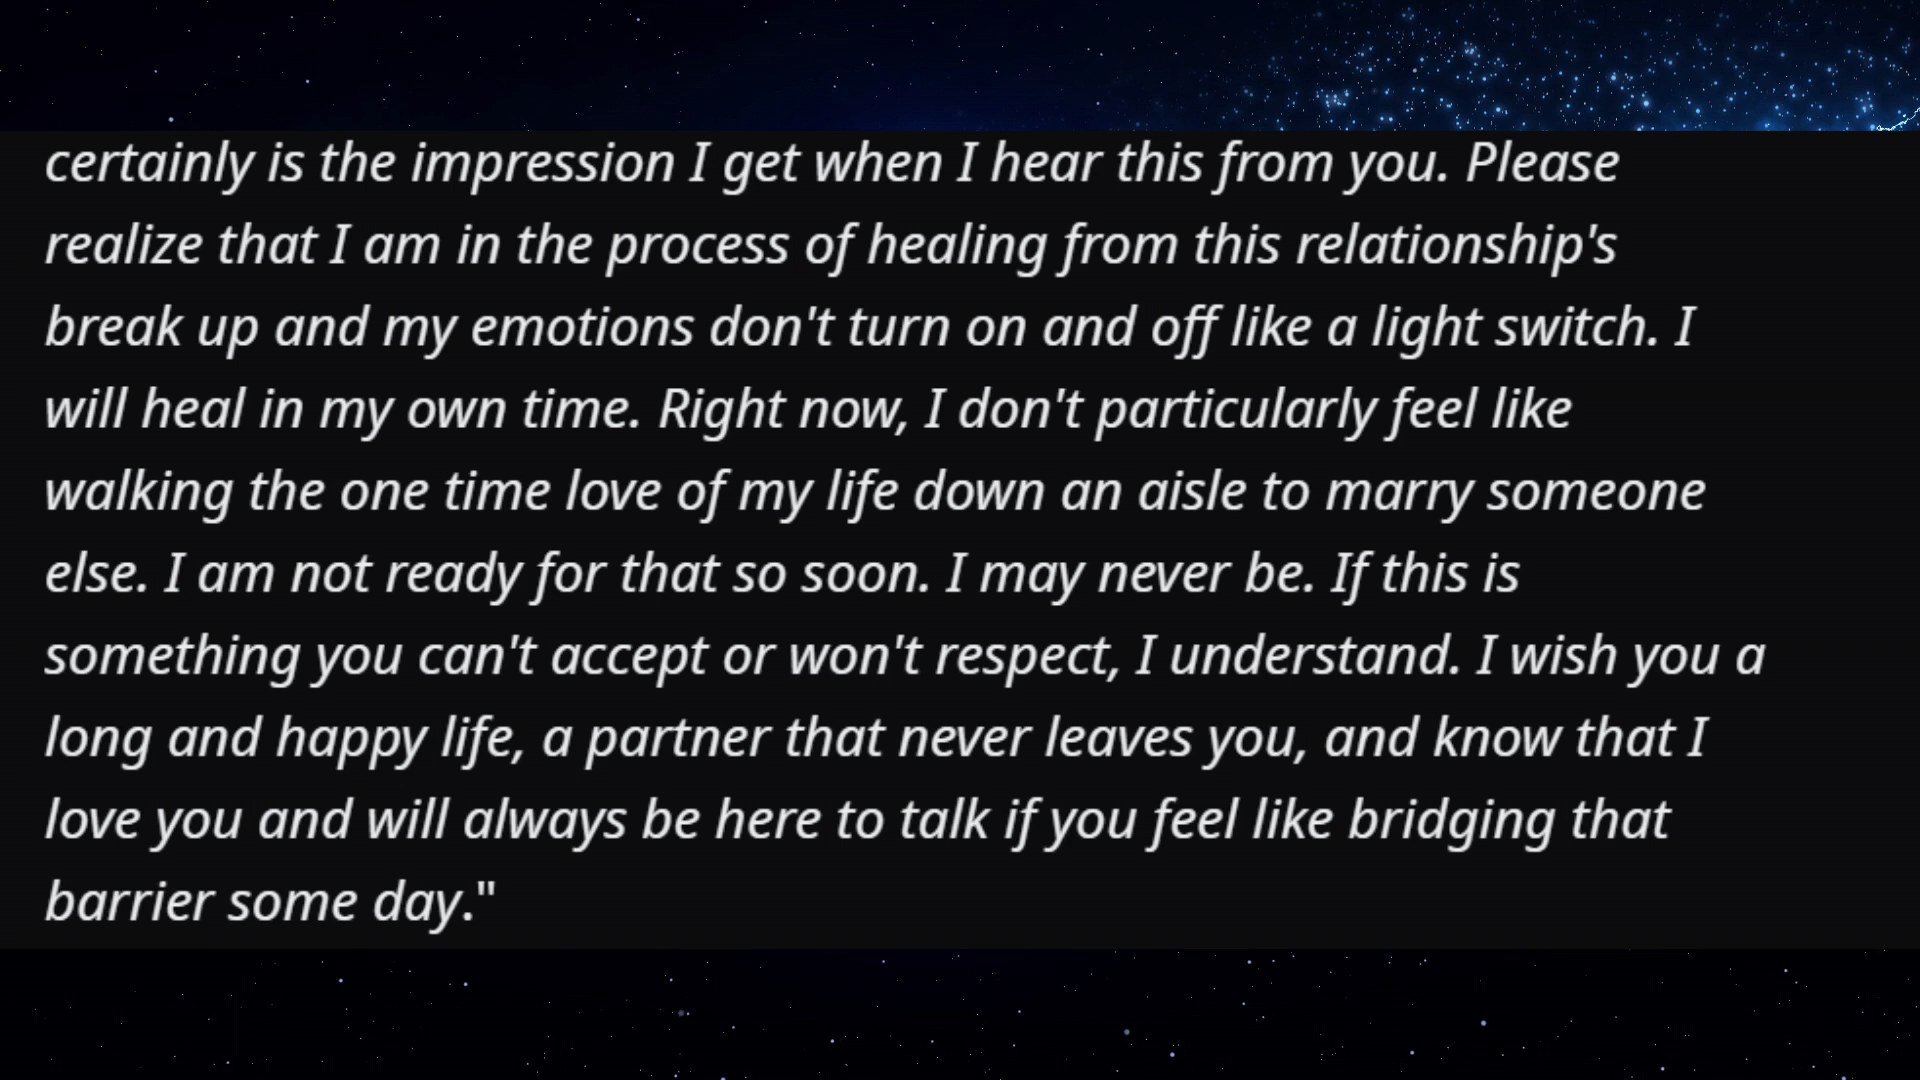 certainly is the impression I get when I hear this from you. Please
realize that I am in the process of healing from this relationship's
break up and my emotions don't turn on and off like a light switch. I
will heal in my own time. Right now, I don't particularly feel like
walking the one time love of my life down an aisle to marry someone
else. I am not ready for that so soon. I may never be. If this is
something you can't accept or won't respect, I understand. I wish you a
long and happy life, a partner that never leaves you, and know that I
love you and will always be here to talk if you feel like bridging that
barrier some day."